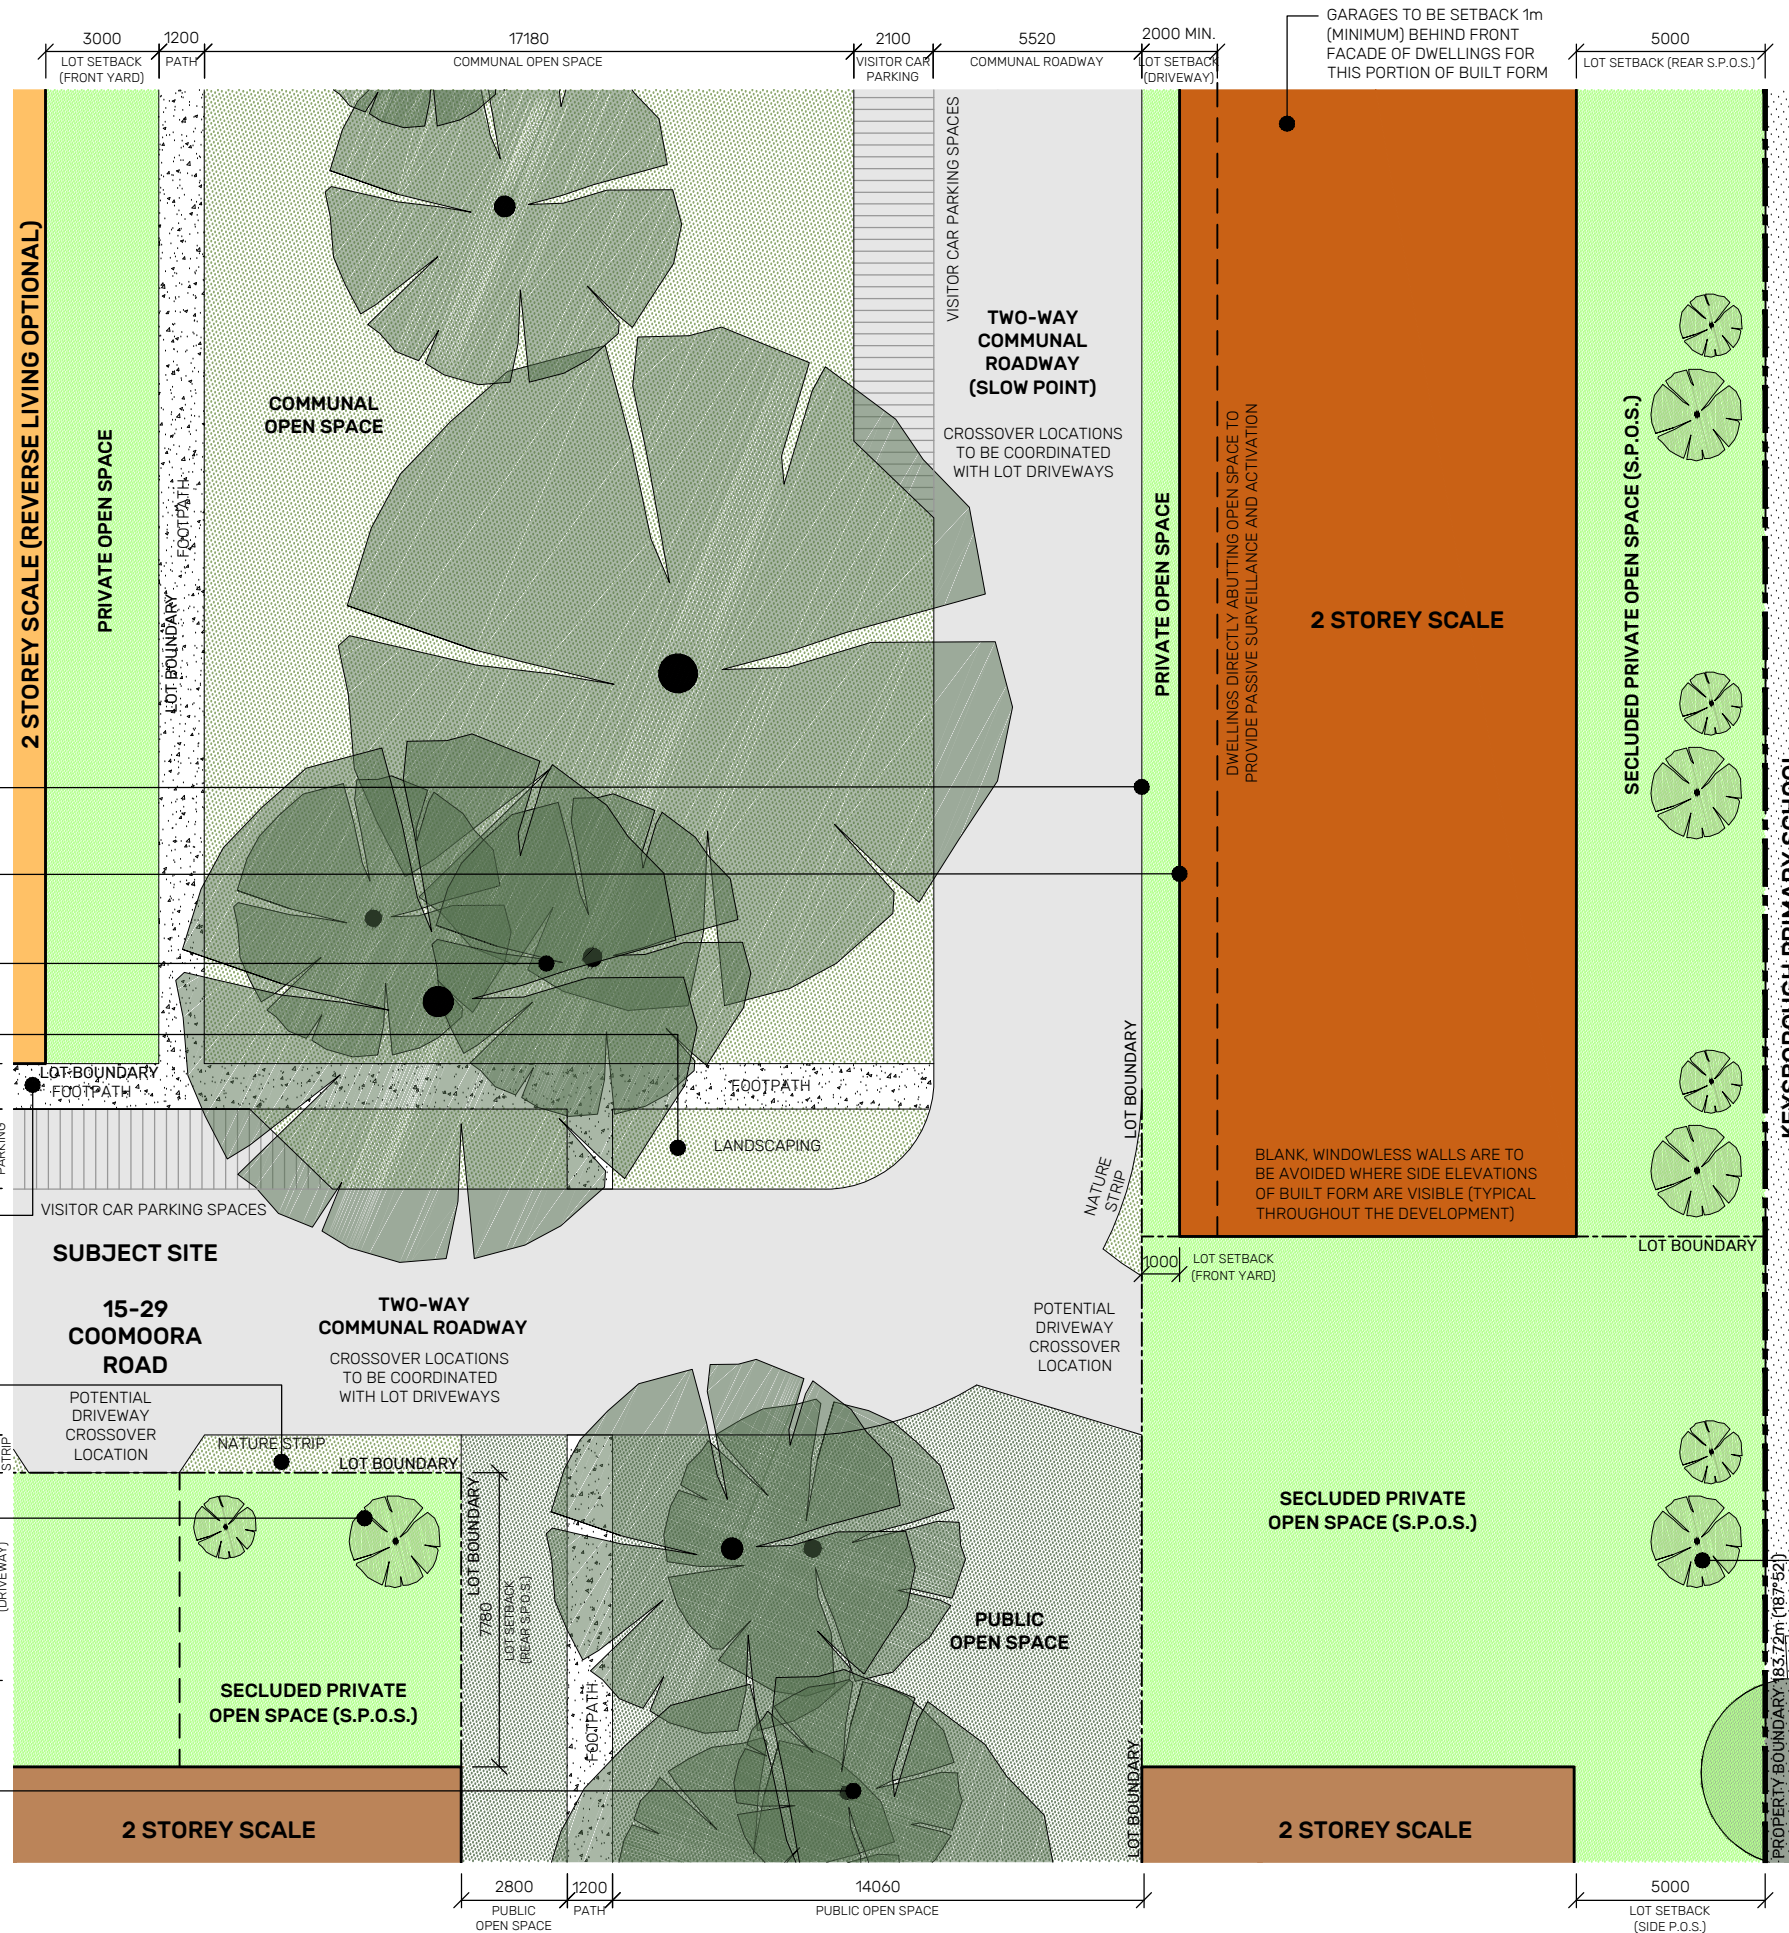 GARAGES TO BE SETBACK 1m
(MINIMUM) BEHIND FRONT
FACADE OF DWELLINGS FOR
THIS PORTION OF BUILT FORM
3000
LOT SETBACK
(FRONT YARD)
1200
PATH
17180
COMMUNAL OPEN SPACE
2100
VISITOR CAR
PARKING
5520
COMMUNAL ROADWAY
2000 MIN.
LOT SETBACK
(DRIVEWAY)
5000
LOT SETBACK (REAR S.P.O.S.)
2 STOREY SCALE (REVERSE LIVING OPTIONAL)
PRIVATE OPEN SPACE
FOOTPATH
LOT BOUNDARY
COMMUNAL
OPEN SPACE
VISITOR CAR PARKING SPACES
TWO-WAY
COMMUNAL
ROADWAY
(SLOW POINT)
CROSSOVER LOCATIONS
TO BE COORDINATED
WITH LOT DRIVEWAYS
PRIVATE OPEN SPACE
DWELLINGS DIRECTLY ABUTTING OPEN SPACE TO
PROVIDE PASSIVE SURVEILLANCE AND ACTIVATION
2 STOREY SCALE
SECLUDED PRIVATE OPEN SPACE (S.P.O.S.)
KEYSBOROUGH PRIMARY SCHOOL
LOT BOUNDARY
FOOTPATH
FOOTPATH
LANDSCAPING
PARKING
VISITOR CAR PARKING SPACES
LOT BOUNDARY
NATURE
STRIP
BLANK, WINDOWLESS WALLS ARE TO
BE AVOIDED WHERE SIDE ELEVATIONS
OF BUILT FORM ARE VISIBLE (TYPICAL
THROUGHOUT THE DEVELOPMENT)
LOT BOUNDARY
1000
LOT SETBACK
(FRONT YARD)
SUBJECT SITE
15-29
COOMOORA
ROAD
TWO-WAY
COMMUNAL ROADWAY
CROSSOVER LOCATIONS
TO BE COORDINATED
WITH LOT DRIVEWAYS
POTENTIAL
DRIVEWAY
CROSSOVER
LOCATION
POTENTIAL
DRIVEWAY
CROSSOVER
LOCATION
STRIP
NATURE STRIP
LOT BOUNDARY
LOT BOUNDARY
7780
LOT SETBACK
(REAR S.P.O.S.)
(DRIVEWAY)
SECLUDED PRIVATE
OPEN SPACE (S.P.O.S.)
FOOTPATH
PUBLIC
OPEN SPACE
SECLUDED PRIVATE
OPEN SPACE (S.P.O.S.)
LOT BOUNDARY
PROPERTY BOUNDARY 183.72m (187°52')
2 STOREY SCALE
2 STOREY SCALE
2800
PUBLIC
OPEN SPACE
1200
PATH
14060
PUBLIC OPEN SPACE
5000
LOT SETBACK
(SIDE P.O.S.)